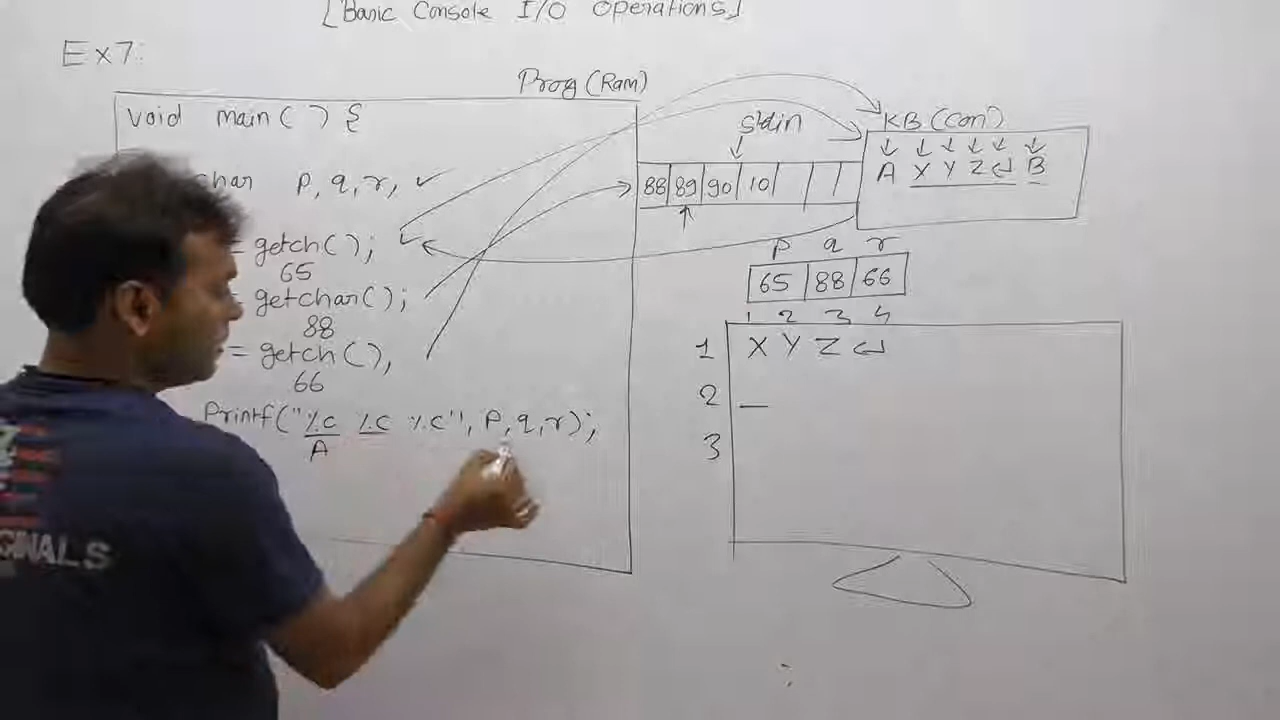 [Basic Console I/O Operations]
Ex7:
Prog (Ram)
void main( ) {
char p, q, r, ✓
= getch( );
65
= getchar( );
88
= getch( ),
66
Printf("%c %c %c", p, q, r);
A
stdin
88 89 90 10
KB (Con)
A X Y Z ↵ B
p q r
65 88 66
1 2 3 4
1 X Y Z ↵
2 _
3
GINALS